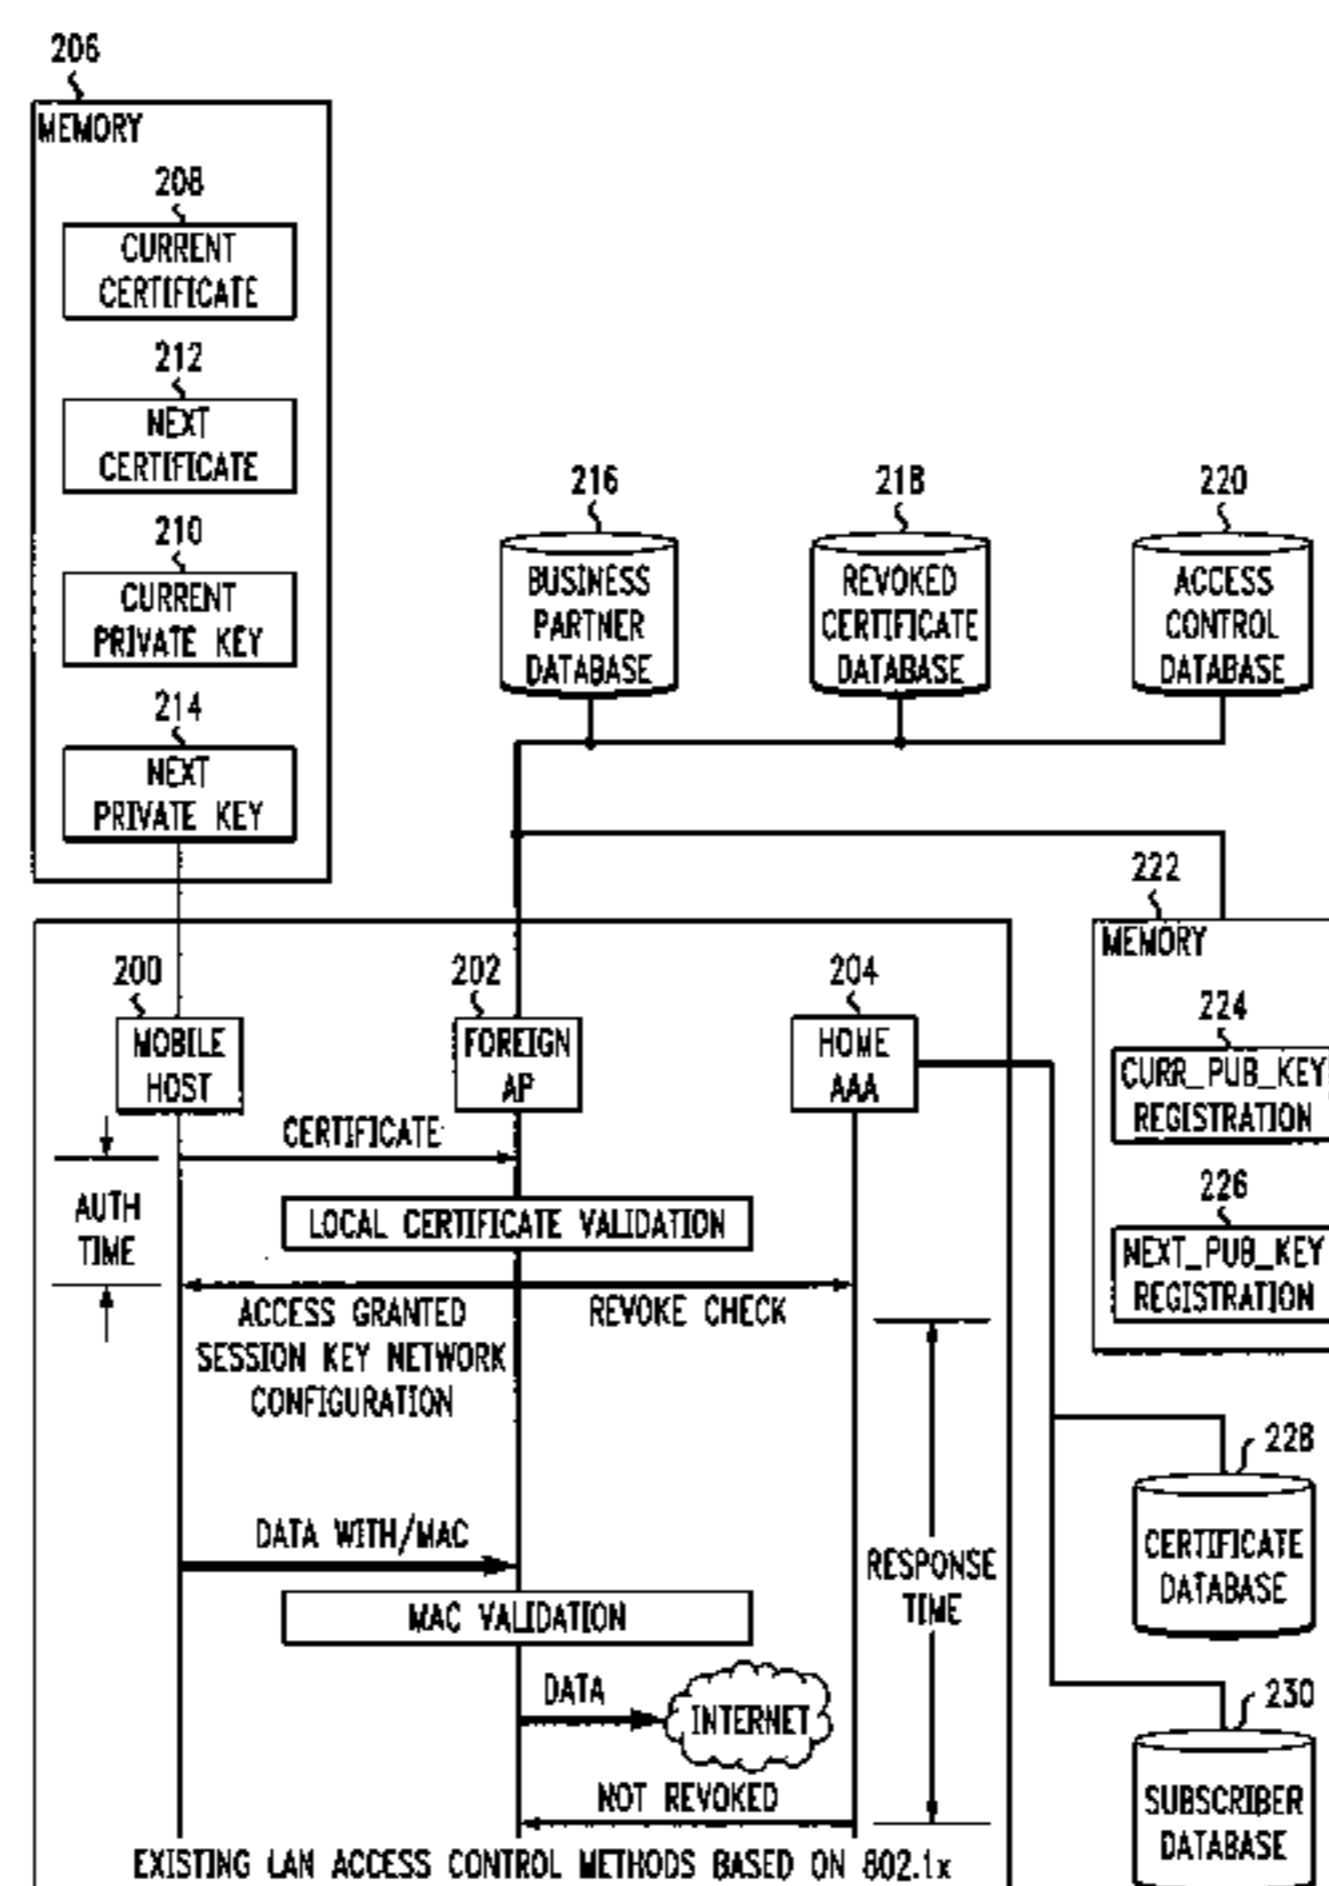 206
MEMORY
208
CURRENT
CERTIFICATE
212
NEXT
CERTIFICATE
210
CURRENT
PRIVATE KEY
214
NEXT
PRIVATE KEY
216
BUSINESS
PARTNER
DATABASE
218
REVOKED
CERTIFICATE
DATABASE
220
ACCESS
CONTROL
DATABASE
222
MEMORY
224
CURR_PUB_KEY
REGISTRATION
226
NEXT_PUB_KEY
REGISTRATION
200
MOBILE
HOST
202
FOREIGN
AP
204
HOME
AAA
CERTIFICATE
AUTH
TIME
LOCAL CERTIFICATE VALIDATION
ACCESS GRANTED
SESSION KEY NETWORK
CONFIGURATION
REVOKE CHECK
DATA WITH/MAC
MAC VALIDATION
RESPONSE
TIME
DATA
INTERNET
NOT REVOKED
228
CERTIFICATE
DATABASE
230
SUBSCRIBER
DATABASE
EXISTING LAN ACCESS CONTROL METHODS BASED ON 802.1x